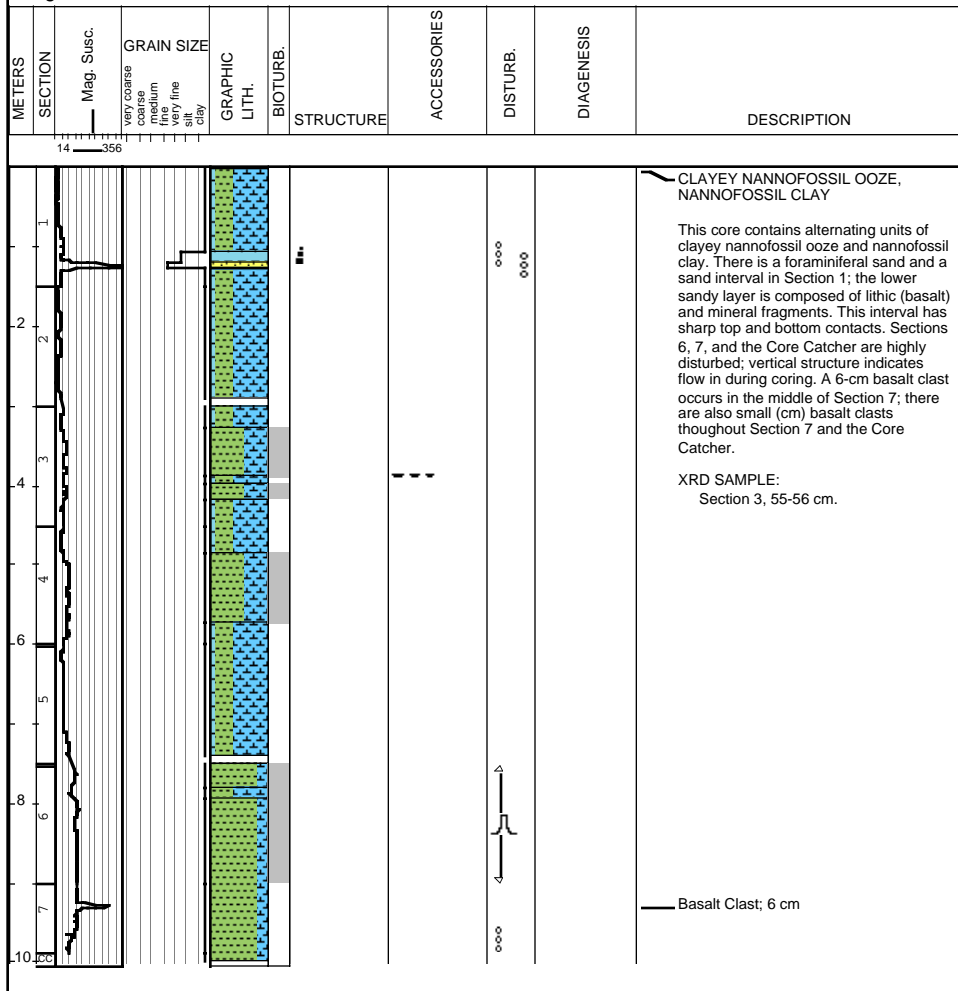 METERS
SECTION
Mag. Susc.
GRAIN SIZE
very coarse
coarse
medium
fine
very fine
silt
clay
GRAPHIC
LITH.
BIOTURB.
STRUCTURE
ACCESSORIES
DISTURB.
DIAGENESIS
DESCRIPTION
14 356
CLAYEY NANNOFOSSIL OOZE,
NANNOFOSSIL CLAY
This core contains alternating units of
clayey nannofossil ooze and nannofossil
clay. There is a foraminiferal sand and a
sand interval in Section 1; the lower
sandy layer is composed of lithic (basalt)
and mineral fragments. This interval has
sharp top and bottom contacts. Sections
6, 7, and the Core Catcher are highly
disturbed; vertical structure indicates
flow in during coring. A 6-cm basalt clast
occurs in the middle of Section 7; there
are also small (cm) basalt clasts
thoughout Section 7 and the Core
Catcher.
XRD SAMPLE:
Section 3, 55-56 cm.
1
2
2
3
4
4
6
5
8
6
7
Basalt Clast; 6 cm
10
CC